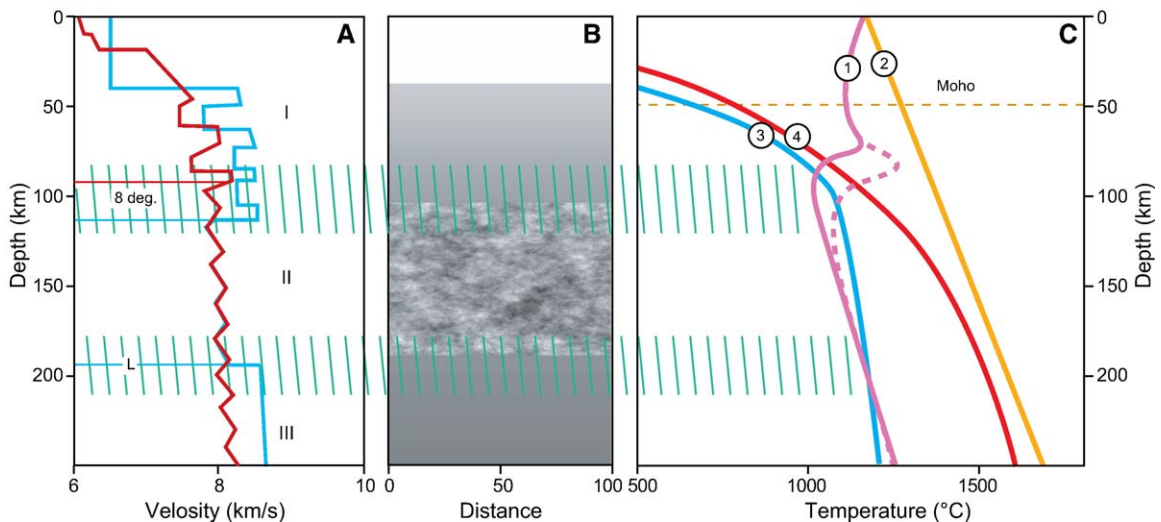 A
B
C
0
50
100
150
200
Depth (km)
I
II
III
8 deg.
L
6
8
10
Velosity (km/s)
0
50
100
Distance
1
2
3
4
Moho
500
1000
1500
Temperature (°C)
0
50
100
150
200
Depth (km)